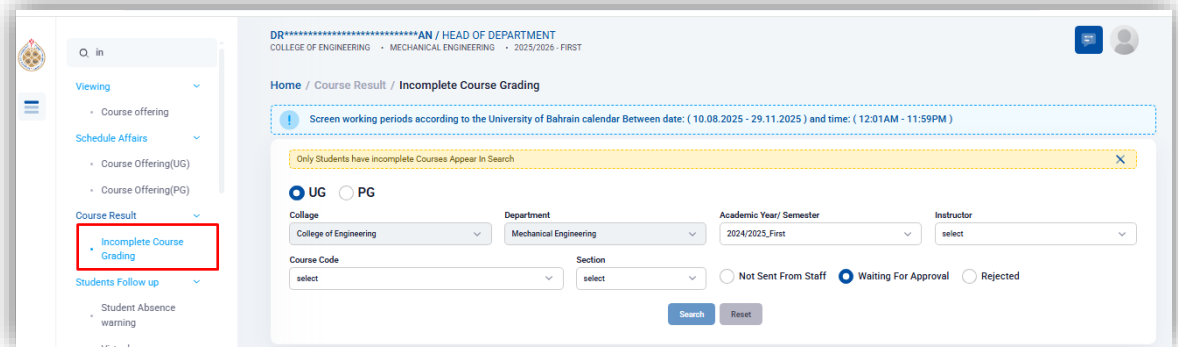 DR*****************************AN / HEAD OF DEPARTMENT
COLLEGE OF ENGINEERING • MECHANICAL ENGINEERING • 2025/2026 - FIRST
in
Viewing
Course offering
Schedule Affairs
Course Offering(UG)
Course Offering(PG)
Course Result
Incomplete Course
Grading
Students Follow up
Student Absence
warning
Home / Course Result / Incomplete Course Grading
! Screen working periods according to the University of Bahrain calendar Between date: ( 10.08.2025 - 29.11.2025 ) and time: ( 12:01AM - 11:59PM )
Only Students have incomplete Courses Appear In Search
UG PG
Collage Department Academic Year/ Semester Instructor
College of Engineering Mechanical Engineering 2024/2025_First select
Course Code Section
select select Not Sent From Staff Waiting For Approval Rejected
Search Reset